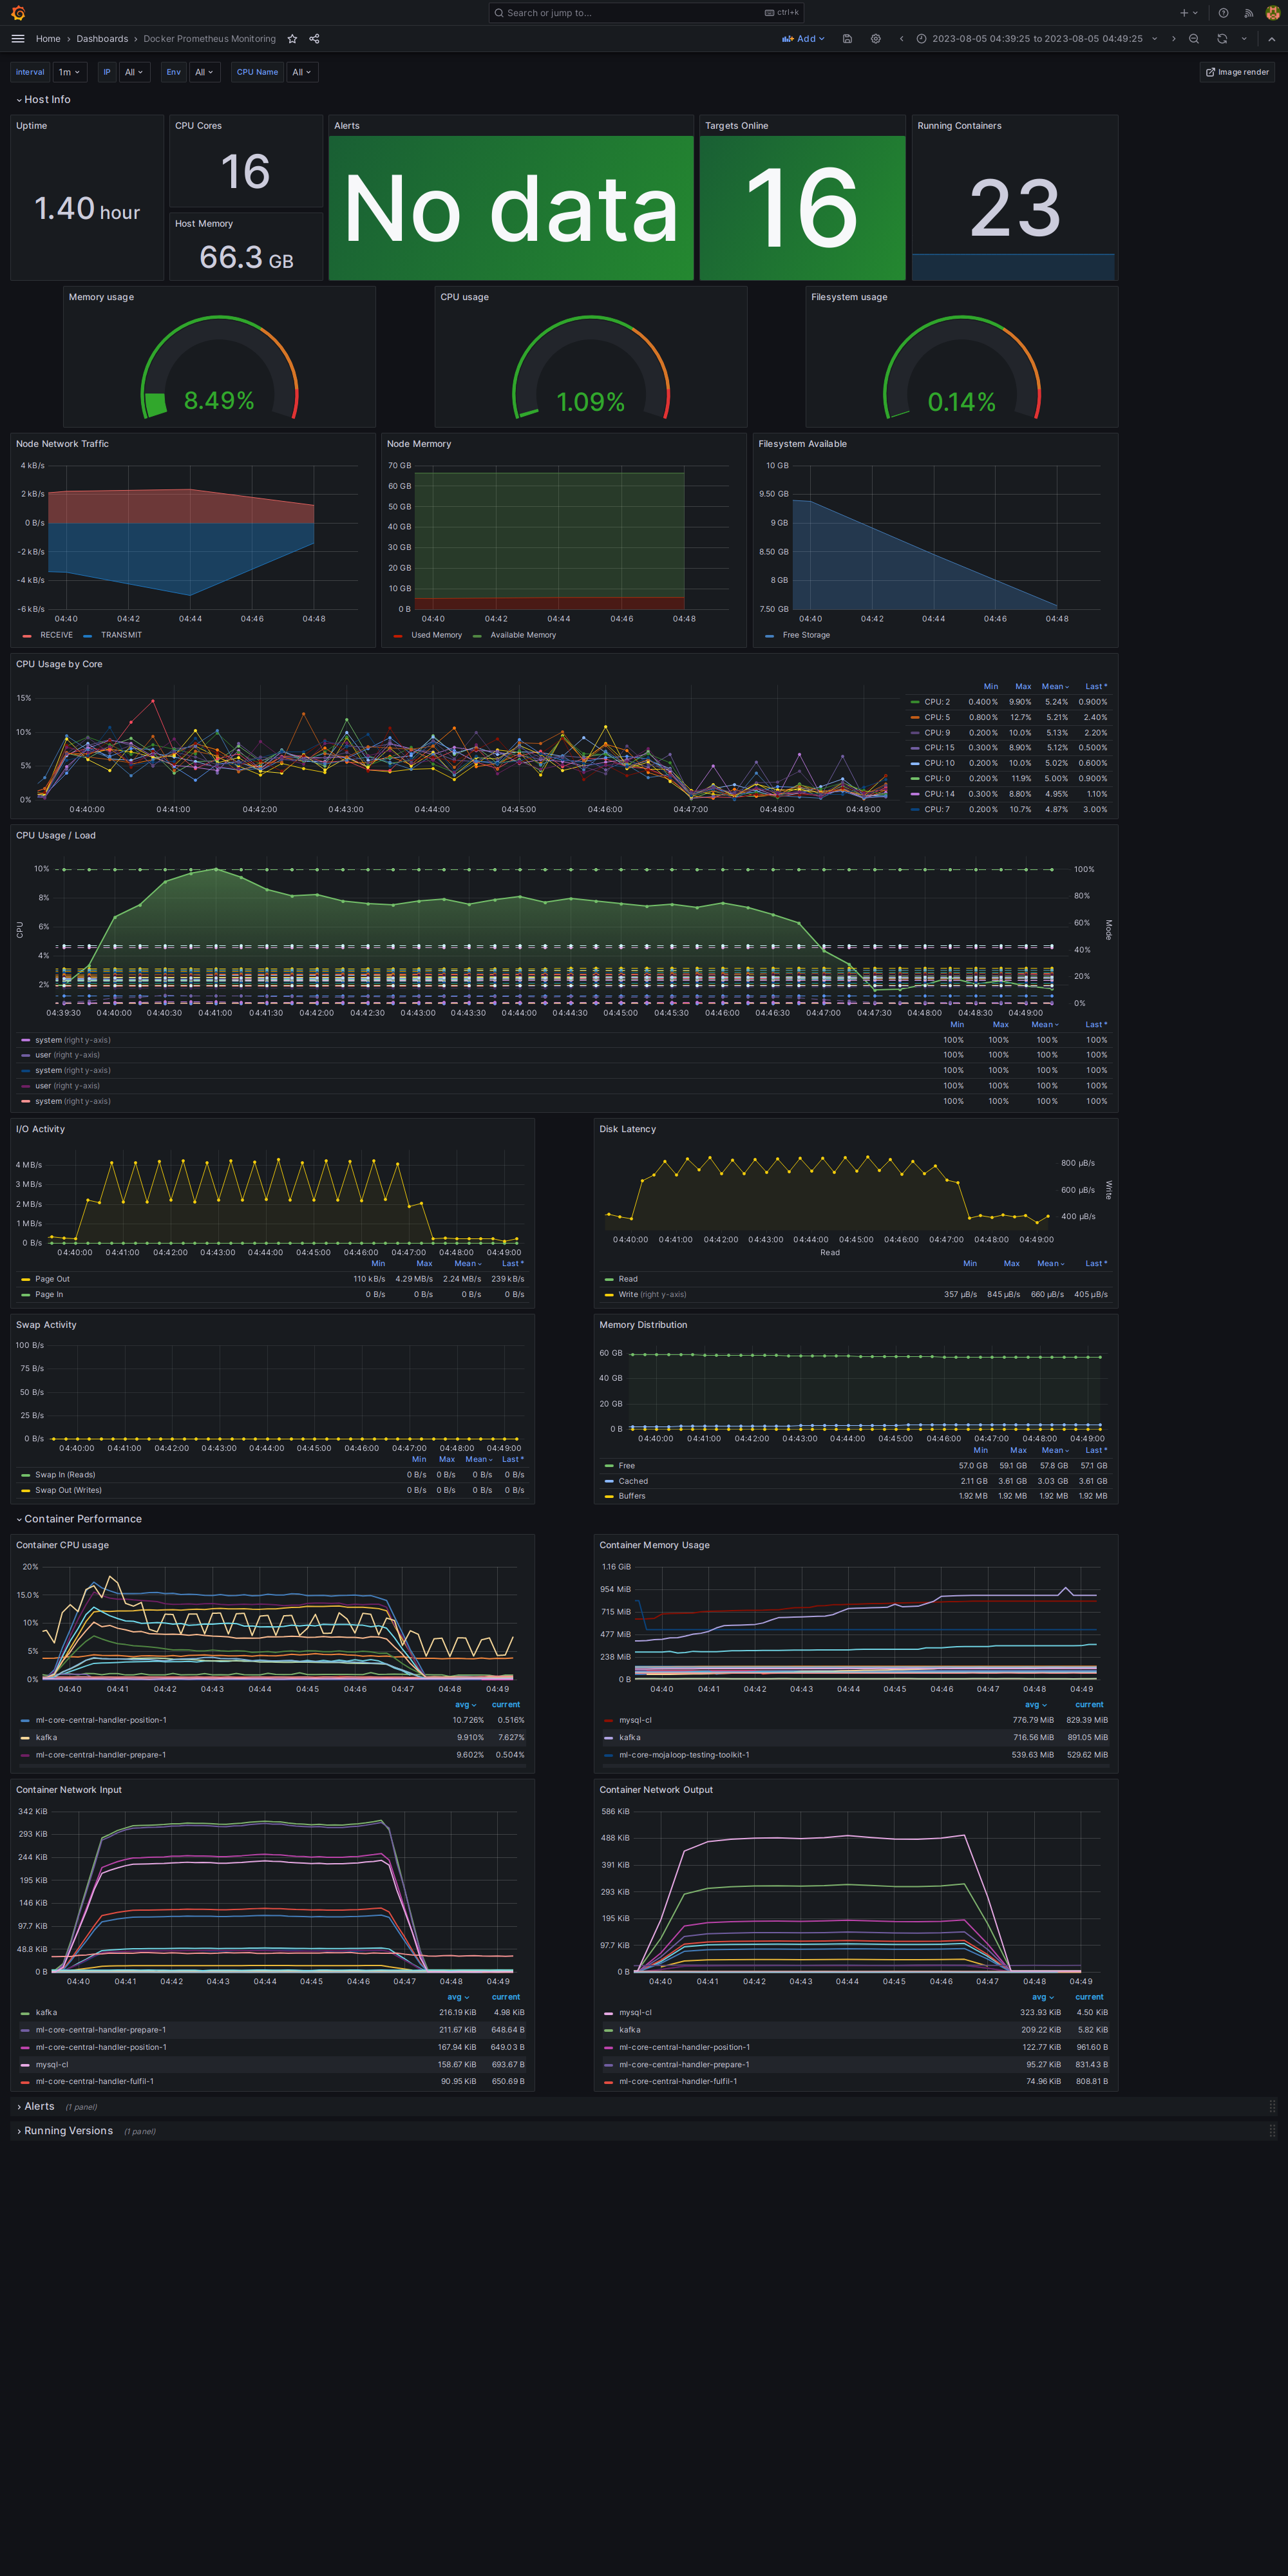 Search or jump to... ctrl+k
Home › Dashboards › Docker Prometheus Monitoring Add 2023-08-05 04:39:25 to 2023-08-05 04:49:25
interval 1m IP All Env All CPU Name All Image render
Host Info
Uptime CPU Cores Alerts Targets Online Running Containers
1.40 hour 16 No data 16 23
Host Memory
66.3 GB
Memory usage CPU usage Filesystem usage
8.49% 1.09% 0.14%
Node Network Traffic
4 kB/s
2 kB/s
0 B/s
-2 kB/s
-4 kB/s
-6 kB/s
04:40 04:42 04:44 04:46 04:48
RECEIVE TRANSMIT
Node Mermory
70 GB
60 GB
50 GB
40 GB
30 GB
20 GB
10 GB
0 B
04:40 04:42 04:44 04:46 04:48
Used Memory Available Memory
Filesystem Available
10 GB
9.50 GB
9 GB
8.50 GB
8 GB
7.50 GB
04:40 04:42 04:44 04:46 04:48
Free Storage
CPU Usage by Core
15%
10%
5%
0%
04:40:00 04:41:00 04:42:00 04:43:00 04:44:00 04:45:00 04:46:00 04:47:00 04:48:00 04:49:00
Min Max Mean Last *
CPU: 2 0.400% 9.90% 5.24% 0.900%
CPU: 5 0.800% 12.7% 5.21% 2.40%
CPU: 9 0.200% 10.0% 5.13% 2.20%
CPU: 15 0.300% 8.90% 5.12% 0.500%
CPU: 10 0.200% 10.0% 5.02% 0.600%
CPU: 0 0.200% 11.9% 5.00% 0.900%
CPU: 14 0.300% 8.80% 4.95% 1.10%
CPU: 7 0.200% 10.7% 4.87% 3.00%
CPU Usage / Load
CPU
10%
8%
6%
4%
2%
100%
80%
60%
40%
20%
0%
Mode
04:39:30 04:40:00 04:40:30 04:41:00 04:41:30 04:42:00 04:42:30 04:43:00 04:43:30 04:44:00 04:44:30 04:45:00 04:45:30 04:46:00 04:46:30 04:47:00 04:47:30 04:48:00 04:48:30 04:49:00
Min Max Mean Last *
system (right y-axis) 100% 100% 100% 100%
user (right y-axis) 100% 100% 100% 100%
system (right y-axis) 100% 100% 100% 100%
user (right y-axis) 100% 100% 100% 100%
system (right y-axis) 100% 100% 100% 100%
I/O Activity
4 MB/s
3 MB/s
2 MB/s
1 MB/s
0 B/s
04:40:00 04:41:00 04:42:00 04:43:00 04:44:00 04:45:00 04:46:00 04:47:00 04:48:00 04:49:00
Min Max Mean Last *
Page Out 110 kB/s 4.29 MB/s 2.24 MB/s 239 kB/s
Page In 0 B/s 0 B/s 0 B/s 0 B/s
Disk Latency
800 µB/s
600 µB/s
400 µB/s
Write
04:40:00 04:41:00 04:42:00 04:43:00 04:44:00 04:45:00 04:46:00 04:47:00 04:48:00 04:49:00
Read
Min Max Mean Last *
Read
Write (right y-axis) 357 µB/s 845 µB/s 660 µB/s 405 µB/s
Swap Activity
100 B/s
75 B/s
50 B/s
25 B/s
0 B/s
04:40:00 04:41:00 04:42:00 04:43:00 04:44:00 04:45:00 04:46:00 04:47:00 04:48:00 04:49:00
Min Max Mean Last *
Swap In (Reads) 0 B/s 0 B/s 0 B/s 0 B/s
Swap Out (Writes) 0 B/s 0 B/s 0 B/s 0 B/s
Memory Distribution
60 GB
40 GB
20 GB
0 B
04:40:00 04:41:00 04:42:00 04:43:00 04:44:00 04:45:00 04:46:00 04:47:00 04:48:00 04:49:00
Min Max Mean Last *
Free 57.0 GB 59.1 GB 57.8 GB 57.1 GB
Cached 2.11 GB 3.61 GB 3.03 GB 3.61 GB
Buffers 1.92 MB 1.92 MB 1.92 MB 1.92 MB
Container Performance
Container CPU usage
20%
15.0%
10%
5%
0%
04:40 04:41 04:42 04:43 04:44 04:45 04:46 04:47 04:48 04:49
avg current
ml-core-central-handler-position-1 10.726% 0.516%
kafka 9.910% 7.627%
ml-core-central-handler-prepare-1 9.602% 0.504%
Container Memory Usage
1.16 GiB
954 MiB
715 MiB
477 MiB
238 MiB
0 B
04:40 04:41 04:42 04:43 04:44 04:45 04:46 04:47 04:48 04:49
avg current
mysql-cl 776.79 MiB 829.39 MiB
kafka 716.56 MiB 891.05 MiB
ml-core-mojaloop-testing-toolkit-1 539.63 MiB 529.62 MiB
Container Network Input
342 KiB
293 KiB
244 KiB
195 KiB
146 KiB
97.7 KiB
48.8 KiB
0 B
04:40 04:41 04:42 04:43 04:44 04:45 04:46 04:47 04:48 04:49
avg current
kafka 216.19 KiB 4.98 KiB
ml-core-central-handler-prepare-1 211.67 KiB 648.64 B
ml-core-central-handler-position-1 167.94 KiB 649.03 B
mysql-cl 158.67 KiB 693.67 B
ml-core-central-handler-fulfil-1 90.95 KiB 650.69 B
Container Network Output
586 KiB
488 KiB
391 KiB
293 KiB
195 KiB
97.7 KiB
0 B
04:40 04:41 04:42 04:43 04:44 04:45 04:46 04:47 04:48 04:49
avg current
mysql-cl 323.93 KiB 4.50 KiB
kafka 209.22 KiB 5.82 KiB
ml-core-central-handler-position-1 122.77 KiB 961.60 B
ml-core-central-handler-prepare-1 95.27 KiB 831.43 B
ml-core-central-handler-fulfil-1 74.96 KiB 808.81 B
Alerts (1 panel)
Running Versions (1 panel)